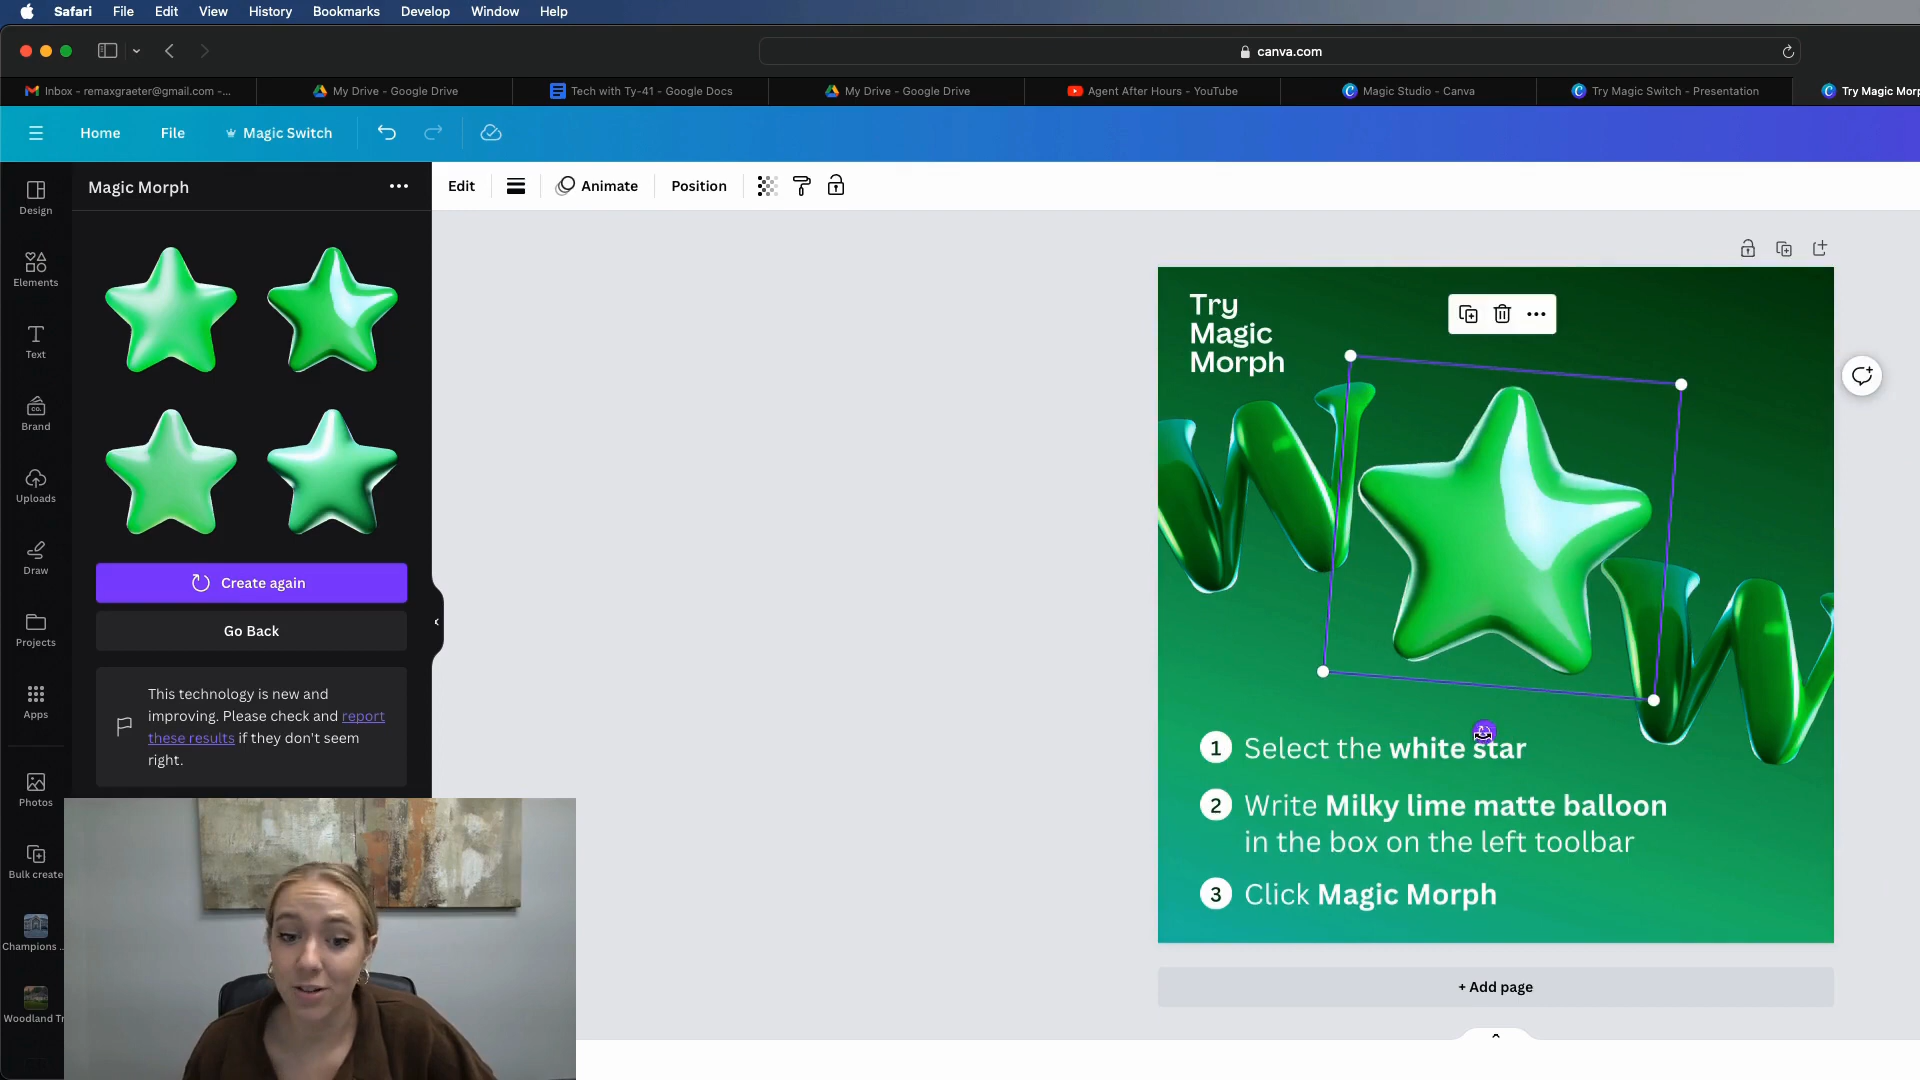 Safari File Edit View History Bookmarks Develop Window Help
canva.com
Inbox - remaxgraeter@gmail.com -...
My Drive - Google Drive
Tech with Ty-41 - Google Docs
My Drive - Google Drive
Agent After Hours - YouTube
Magic Studio - Canva
Try Magic Switch - Presentation
Try Magic Morp
Home File Magic Switch
Design
Elements
Text
CO.
Brand
Uploads
Draw
Projects
Apps
Photos
Bulk create
Champions ...
Woodland Tr
Magic Morph
Create again
Go Back
This technology is new and
improving. Please check and report
these results if they don't seem
right.
Edit Animate Position
Try
Magic
Morph
1 Select the white star
2 Write Milky lime matte balloon
in the box on the left toolbar
3 Click Magic Morph
+ Add page